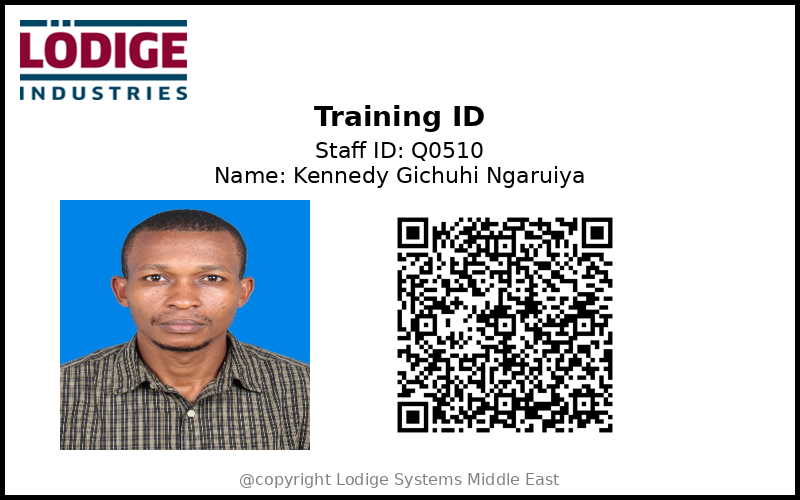 LÖDIGE
INDUSTRIES
Training ID
Staff ID: Q0510
Name: Kennedy Gichuhi Ngaruiya
@copyright Lodige Systems Middle East